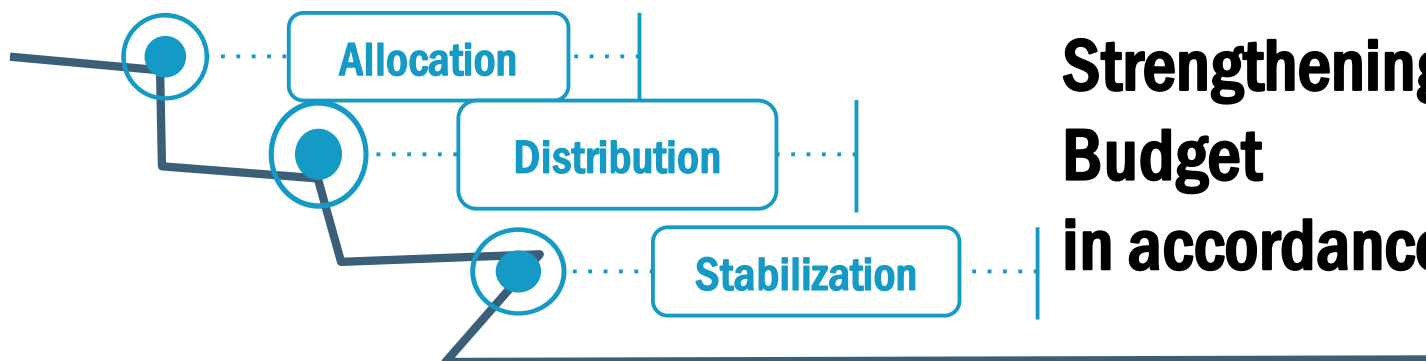 Allocation
Distribution
Stabilization
Strengthening
Budget
in accordance